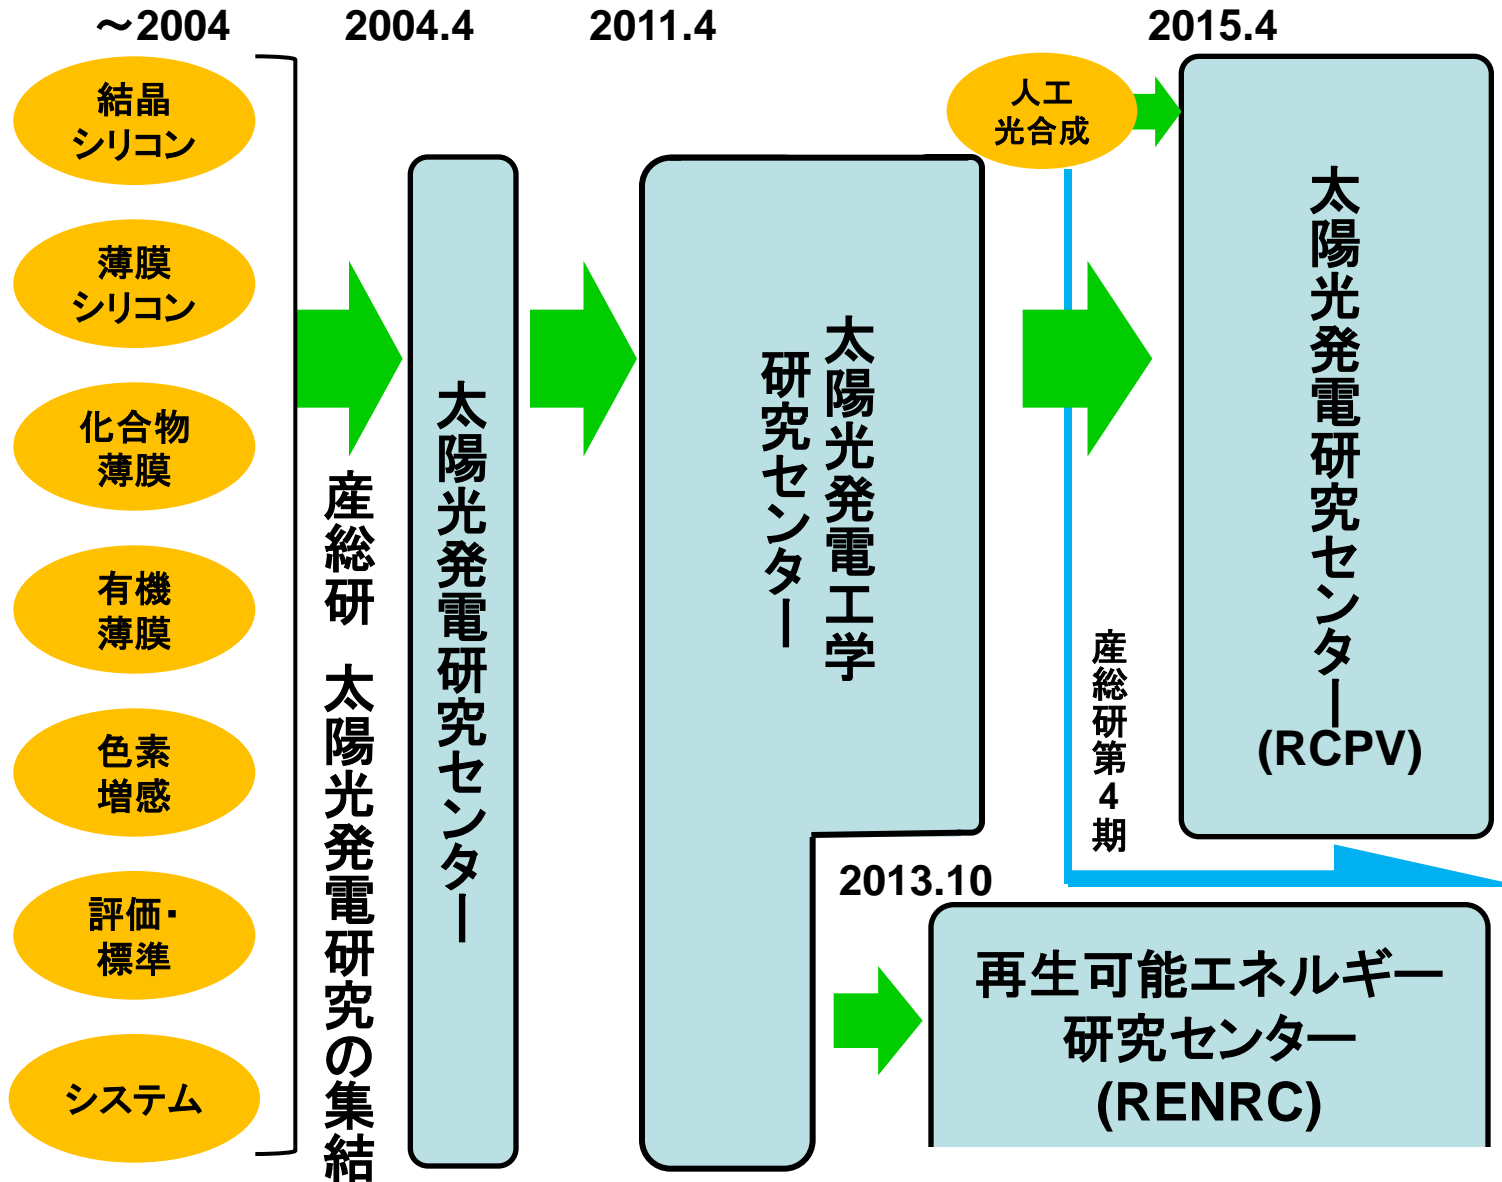 ～2004
2004.4
2011.4
2015.4
結晶
シリコン
薄膜
シリコン
化合物
薄膜
有機
薄膜
色素
増感
評価・
標準
システム
産総研 太陽光発電研究の集結
太陽光発電研究センター
太陽光発電工学
研究センター
人工
光合成
産総研第4期
太陽光発電研究センター
(RCPV)
2013.10
再生可能エネルギー
研究センター
(RENRC)